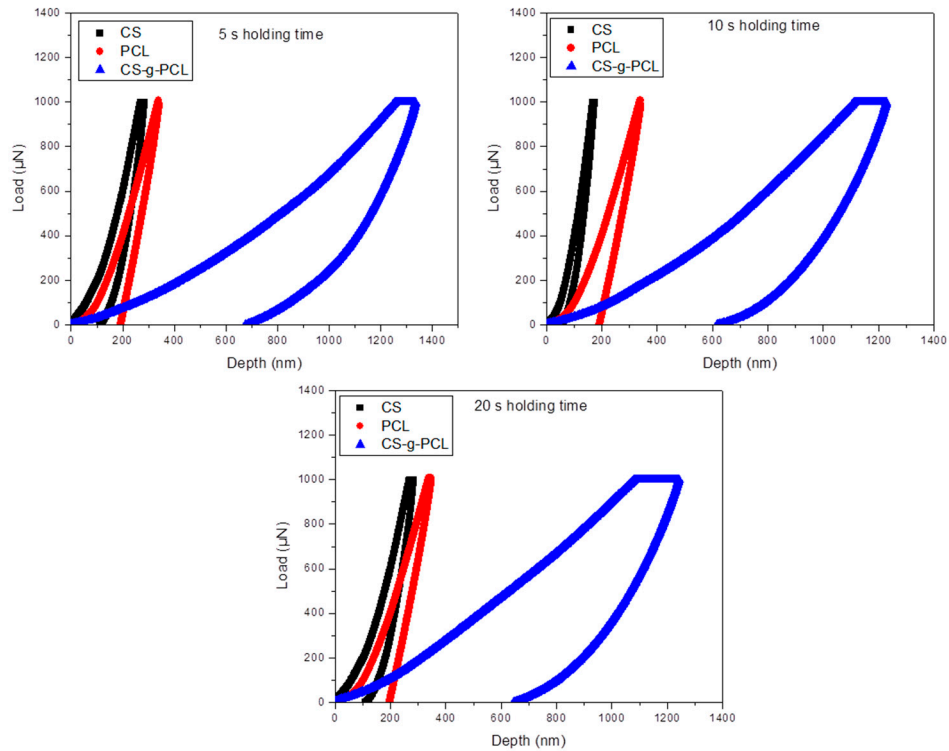 5 s holding time
CS
PCL
CS-g-PCL
1400
1200
1000
800
600
400
200
0
Load (µN)
0 200 400 600 800 1000 1200 1400
Depth (nm)
10 s holding time
CS
PCL
CS-g-PCL
1400
1200
1000
800
600
400
200
0
Load (µN)
0 200 400 600 800 1000 1200 1400
Depth (nm)
20 s holding time
CS
PCL
CS-g-PCL
1400
1200
1000
800
600
400
200
0
Load (µN)
0 200 400 600 800 1000 1200 1400
Depth (nm)